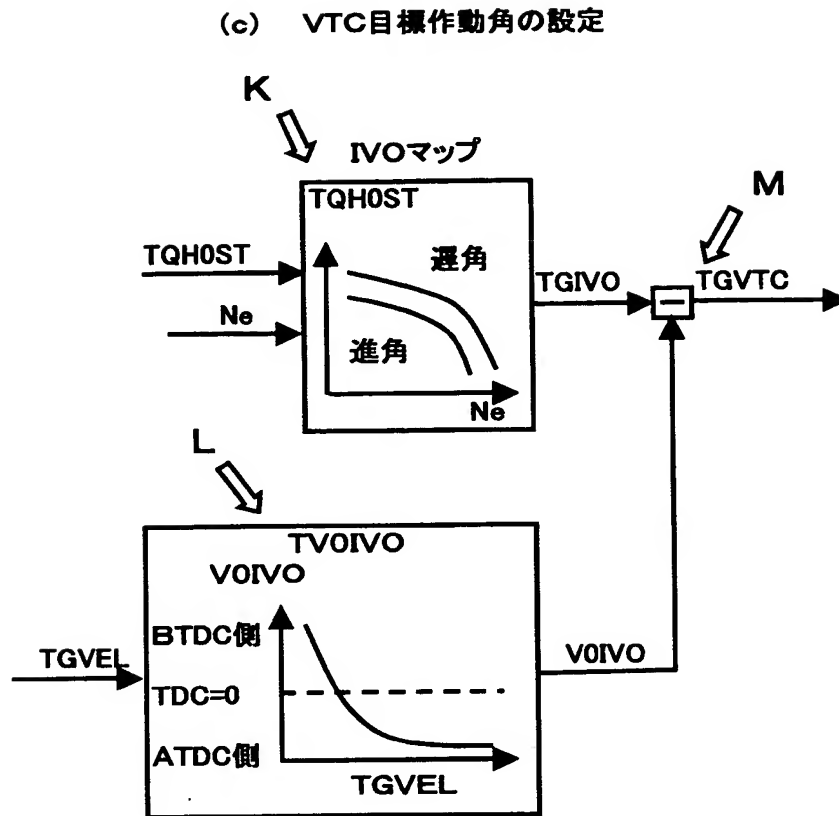 (c) VTC目標作動角の設定
K
IVOマップ
M
TQH0ST
TQH0ST
遅角
TGIVO
TGVTC
Ne
進角
Ne
L
TV0IVO
V0IVO
BTDC側
TGVEL
V0IVO
TDC=0
ATDC側
TGVEL